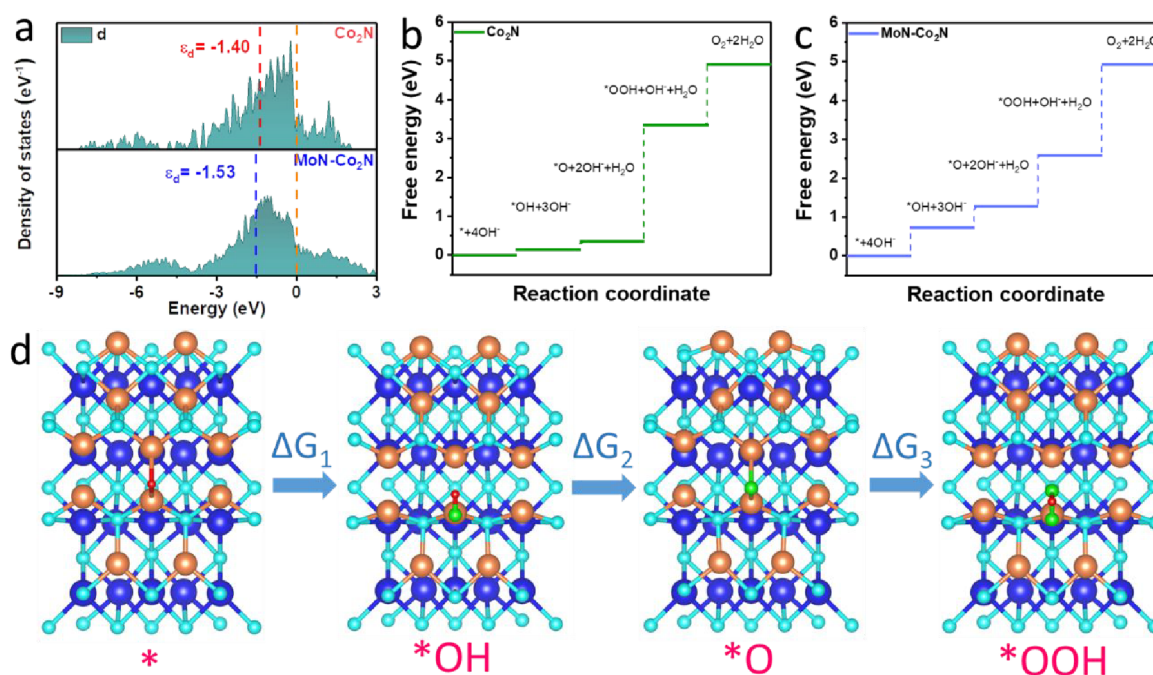 a
d
Co₂N
εd= -1.40
MoN-Co₂N
εd= -1.53
Density of states (eV⁻¹)
-9 -6 -3 0 3
Energy (eV)
b
6
5
4
3
2
1
0
Free energy (eV)
Co₂N
O₂+2H₂O
*OOH+OH⁻+H₂O
*O+2OH⁻+H₂O
*OH+3OH⁻
*+4OH⁻
Reaction coordinate
c
6
5
4
3
2
1
0
Free energy (eV)
MoN-Co₂N
O₂+2H₂O
*OOH+OH⁻+H₂O
*O+2OH⁻+H₂O
*OH+3OH⁻
*+4OH⁻
Reaction coordinate
d
ΔG₁
ΔG₂
ΔG₃
*
*OH
*O
*OOH